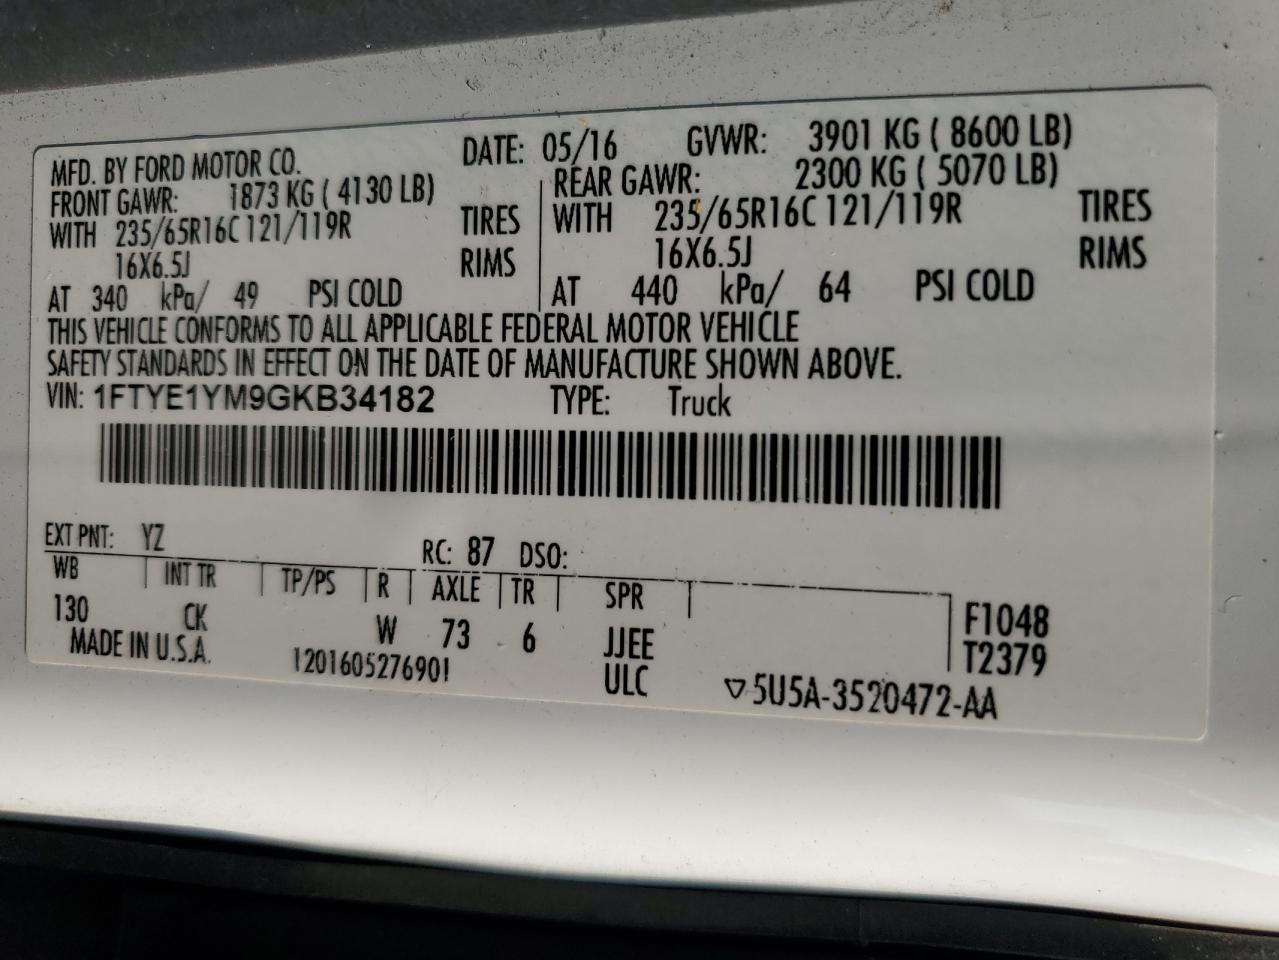 MFD. BY FORD MOTOR CO. DATE: 05/16 GVWR: 3901 KG ( 8600 LB)
FRONT GAWR: 1873 KG ( 4130 LB) REAR GAWR: 2300 KG ( 5070 LB)
WITH 235/65R16C 121/119R TIRES WITH 235/65R16C 121/119R TIRES
16X6.5J RIMS 16X6.5J RIMS
AT 340 kPa/ 49 PSI COLD AT 440 kPa/ 64 PSI COLD
THIS VEHICLE CONFORMS TO ALL APPLICABLE FEDERAL MOTOR VEHICLE
SAFETY STANDARDS IN EFFECT ON THE DATE OF MANUFACTURE SHOWN ABOVE.
VIN: 1FTYE1YM9GKB34182 TYPE: Truck
EXT PNT: YZ RC: 87 DSO:
WB INT TR TP/PS R AXLE TR SPR
130 CK W 73 6 JJEE F1048
MADE IN U.S.A. 1201605276901 ULC T2379
▽5U5A-3520472-AA